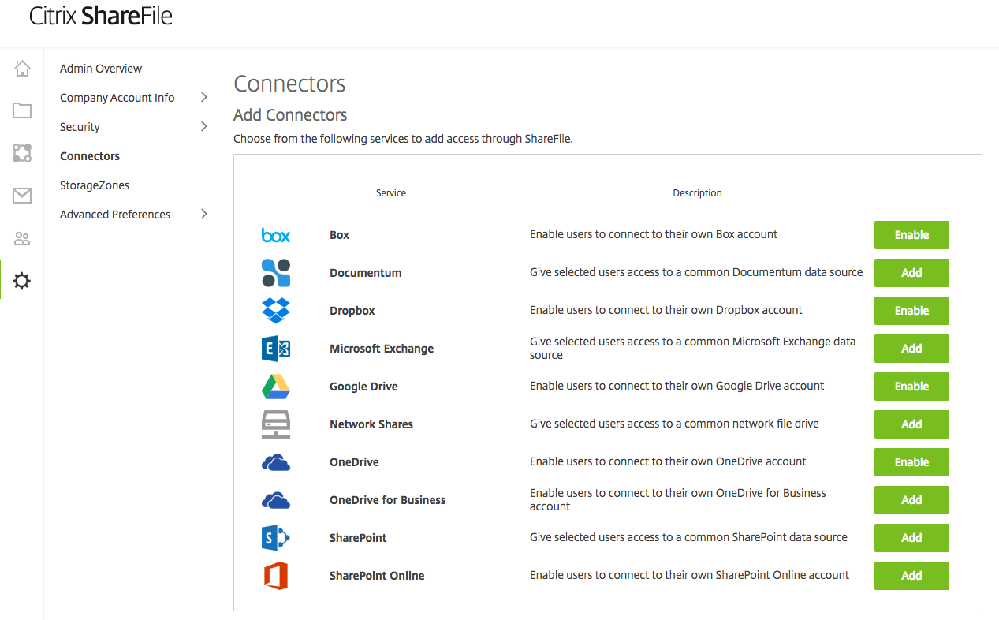 Citrix ShareFile
Admin Overview
Company Account Info
Security
Connectors
StorageZones
Advanced Preferences
Connectors
Add Connectors
Choose from the following services to add access through ShareFile.
Service Description
box Box Enable users to connect to their own Box account Enable
Documentum Give selected users access to a common Documentum data source Add
Dropbox Enable users to connect to their own Dropbox account Enable
E Microsoft Exchange Give selected users access to a common Microsoft Exchange data
source Add
Google Drive Enable users to connect to their own Google Drive account Enable
Network Shares Give selected users access to a common network file drive Add
OneDrive Enable users to connect to their own OneDrive account Enable
OneDrive for Business Enable users to connect to their own OneDrive for Business
account Add
S SharePoint Give selected users access to a common SharePoint data source Add
SharePoint Online Enable users to connect to their own SharePoint Online account Add